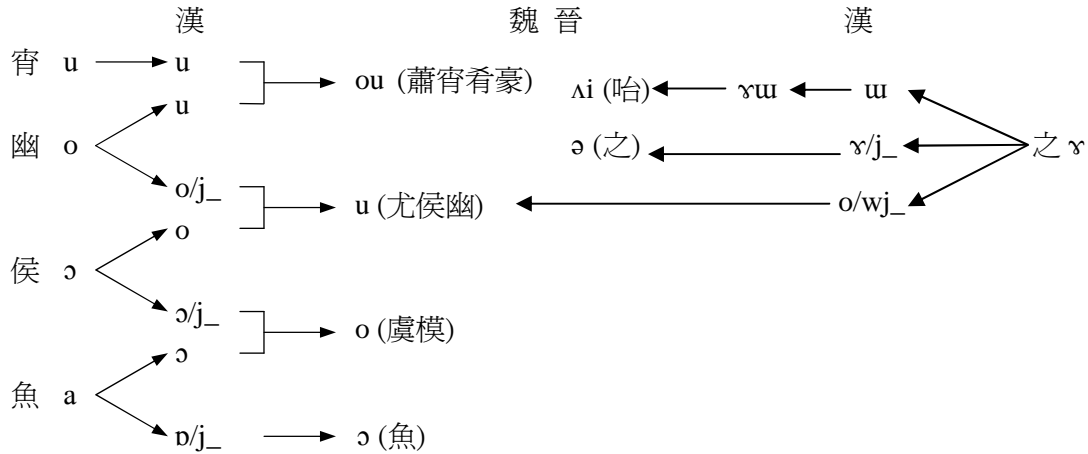 漢 魏晉 漢
宵 u u ou (蕭宵肴豪)
ʌi (咍) ɤɯ ɯ
u
幽 o ə (之) ɤ/j_ 之 ɤ
o/j_ u (尤侯幽) o/wj_
o
侯 ɔ
ɔ/j_ o (虞模)
ɔ
魚 a
ɒ/j_ ɔ (魚)